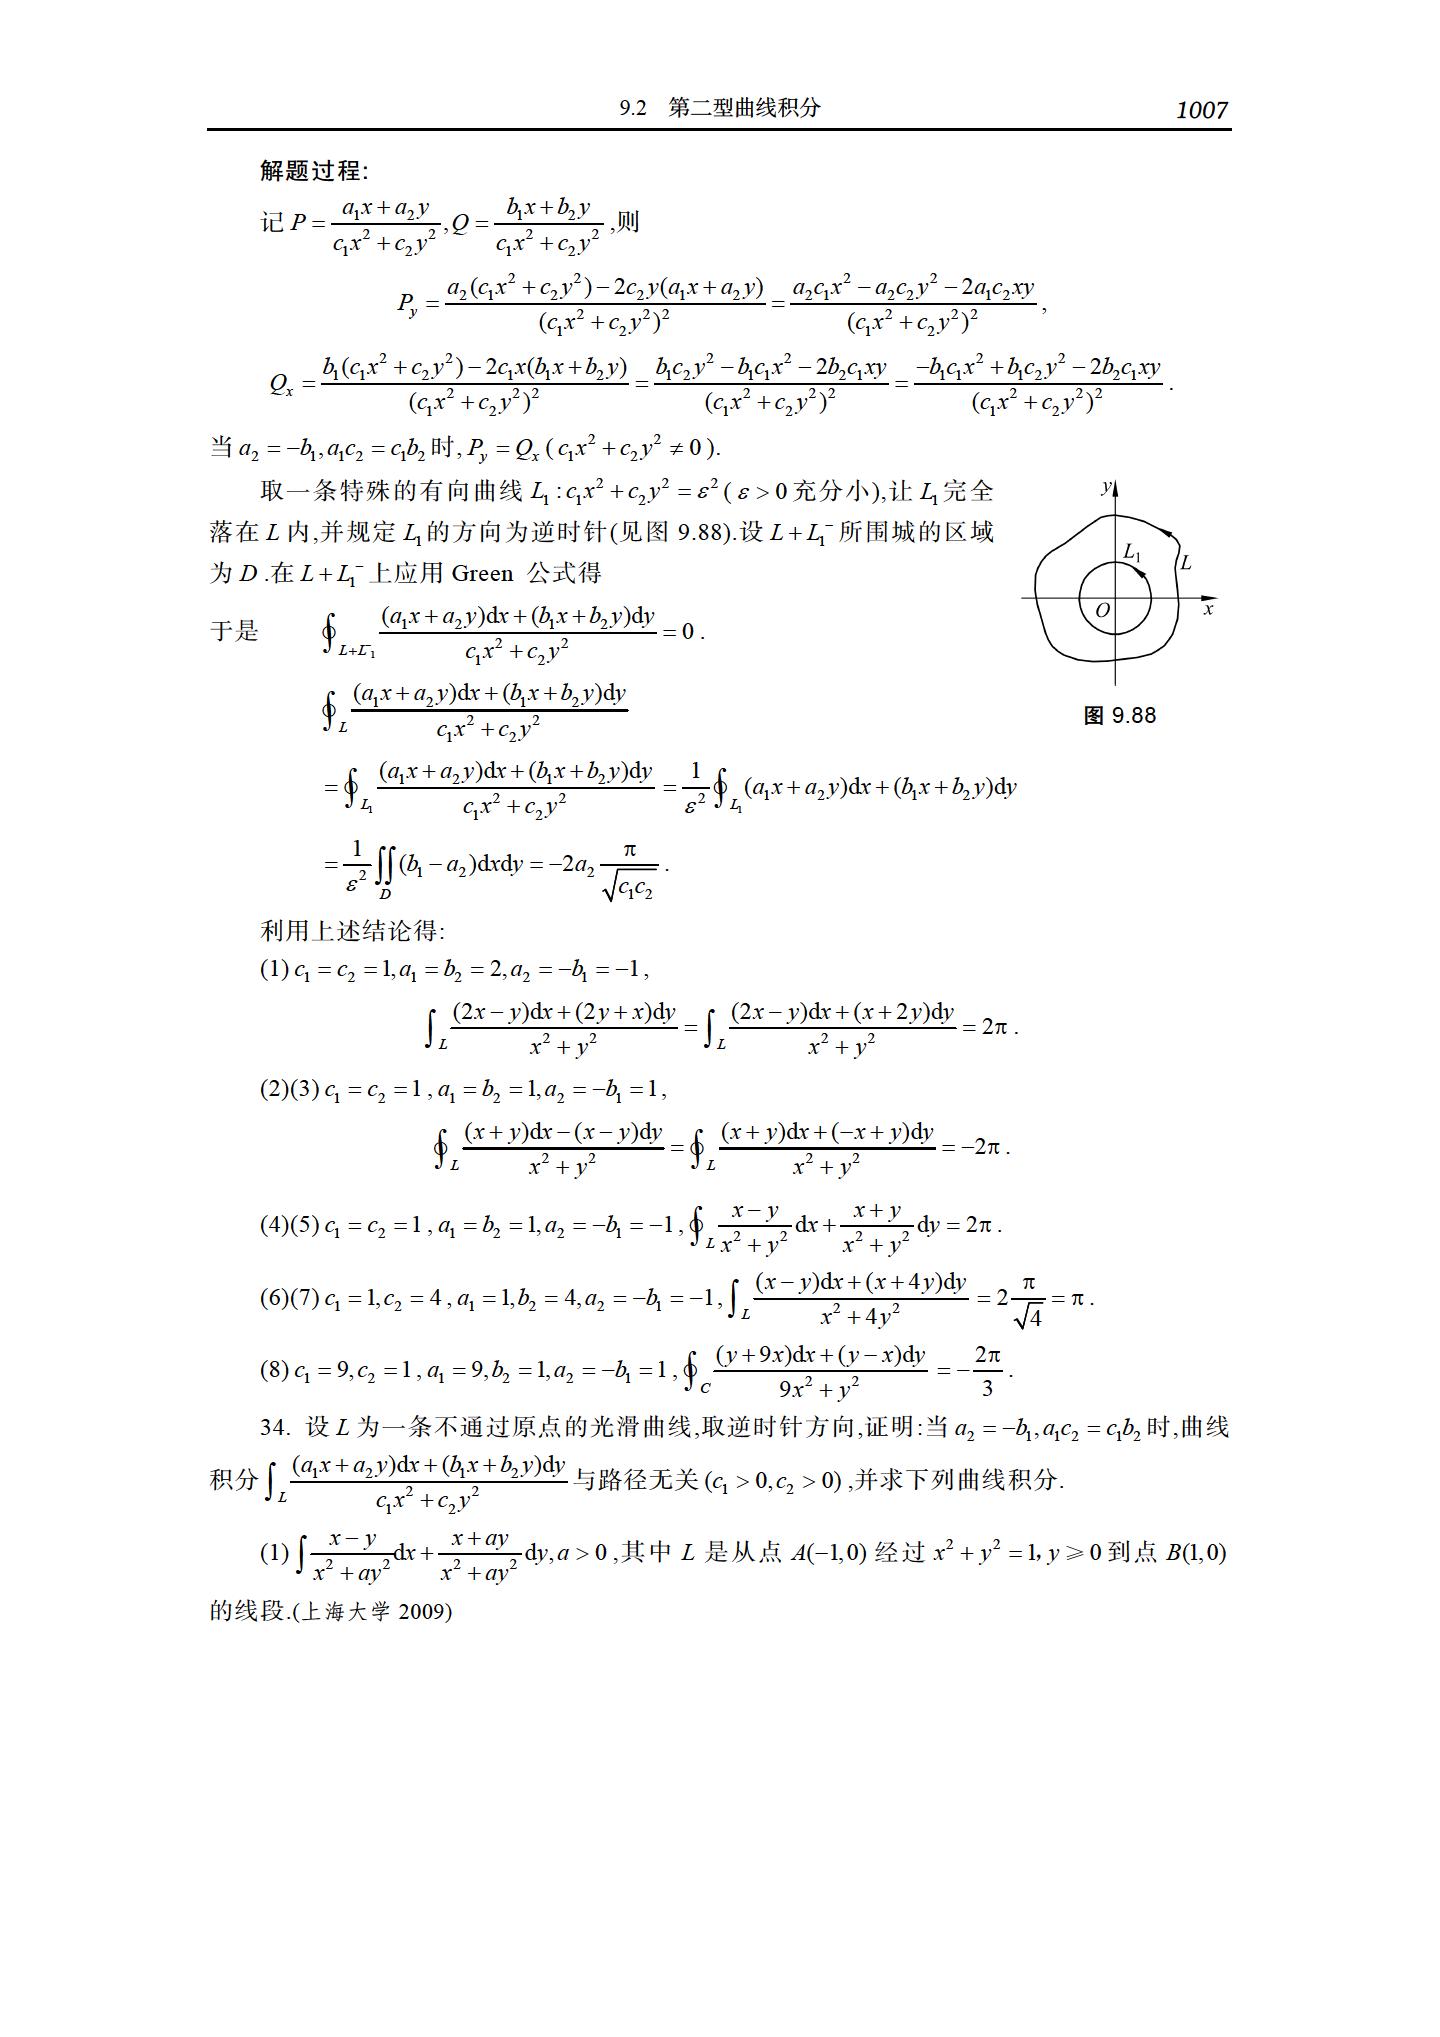 9.2 第二型曲线积分 1007
解题过程:
记 P = \frac{a_1x+a_2y}{c_1x^2+c_2y^2}, Q = \frac{b_1x+b_2y}{c_1x^2+c_2y^2},则
P_y = \frac{a_2(c_1x^2+c_2y^2)-2c_2y(a_1x+a_2y)}{(c_1x^2+c_2y^2)^2} = \frac{a_2c_1x^2-a_2c_2y^2-2a_1c_2xy}{(c_1x^2+c_2y^2)^2},
Q_x = \frac{b_1(c_1x^2+c_2y^2)-2c_1x(b_1x+b_2y)}{(c_1x^2+c_2y^2)^2} = \frac{b_1c_2y^2-b_1c_1x^2-2b_2c_1xy}{(c_1x^2+c_2y^2)^2} = \frac{-b_1c_1x^2+b_1c_2y^2-2b_2c_1xy}{(c_1x^2+c_2y^2)^2}.
当 a_2 = -b_1, a_1c_2 = c_1b_2 时, P_y = Q_x ( c_1x^2 + c_2y^2 ≠ 0 ).
取一条特殊的有向曲线 L_1 : c_1x^2 + c_2y^2 = ε^2 ( ε > 0 充分小),让 L_1 完全
落在 L 内,并规定 L_1 的方向为逆时针(见图 9.88).设 L + L_1^- 所围城的区域
为 D .在 L + L_1^- 上应用 Green 公式得
于是 \oint_{L+L^-_1} \frac{(a_1x+a_2y)dx+(b_1x+b_2y)dy}{c_1x^2+c_2y^2} = 0 .
\oint_L \frac{(a_1x+a_2y)dx+(b_1x+b_2y)dy}{c_1x^2+c_2y^2}
= \oint_{L_1} \frac{(a_1x+a_2y)dx+(b_1x+b_2y)dy}{c_1x^2+c_2y^2} = \frac{1}{ε^2} \oint_{L_1} (a_1x+a_2y)dx+(b_1x+b_2y)dy
= \frac{1}{ε^2} \iint_D (b_1-a_2)dxdy = -2a_2 \frac{π}{\sqrt{c_1c_2}} .
y
L_1
L
O
x
图 9.88
利用上述结论得:
(1) c_1 = c_2 = 1, a_1 = b_2 = 2, a_2 = -b_1 = -1 ,
\int_L \frac{(2x-y)dx+(2y+x)dy}{x^2+y^2} = \int_L \frac{(2x-y)dx+(x+2y)dy}{x^2+y^2} = 2π .
(2)(3) c_1 = c_2 = 1 , a_1 = b_2 = 1, a_2 = -b_1 = 1 ,
\oint_L \frac{(x+y)dx-(x-y)dy}{x^2+y^2} = \oint_L \frac{(x+y)dx+(-x+y)dy}{x^2+y^2} = -2π .
(4)(5) c_1 = c_2 = 1 , a_1 = b_2 = 1, a_2 = -b_1 = -1 , \oint_L \frac{x-y}{x^2+y^2} dx + \frac{x+y}{x^2+y^2} dy = 2π .
(6)(7) c_1 = 1, c_2 = 4 , a_1 = 1, b_2 = 4, a_2 = -b_1 = -1 , \int_L \frac{(x-y)dx+(x+4y)dy}{x^2+4y^2} = 2 \frac{π}{\sqrt{4}} = π .
(8) c_1 = 9, c_2 = 1 , a_1 = 9, b_2 = 1, a_2 = -b_1 = 1 , \oint_C \frac{(y+9x)dx+(y-x)dy}{9x^2+y^2} = -\frac{2π}{3} .
34. 设 L 为一条不通过原点的光滑曲线,取逆时针方向,证明:当 a_2 = -b_1, a_1c_2 = c_1b_2 时,曲线
积分 \int_L \frac{(a_1x+a_2y)dx+(b_1x+b_2y)dy}{c_1x^2+c_2y^2} 与路径无关 (c_1 > 0, c_2 > 0) ,并求下列曲线积分.
(1) \int \frac{x-y}{x^2+ay^2} dx + \frac{x+ay}{x^2+ay^2} dy, a > 0 ,其中 L 是从点 A(-1,0) 经过 x^2 + y^2 = 1, y ⩾ 0 到点 B(1,0)
的线段.(上海大学 2009)